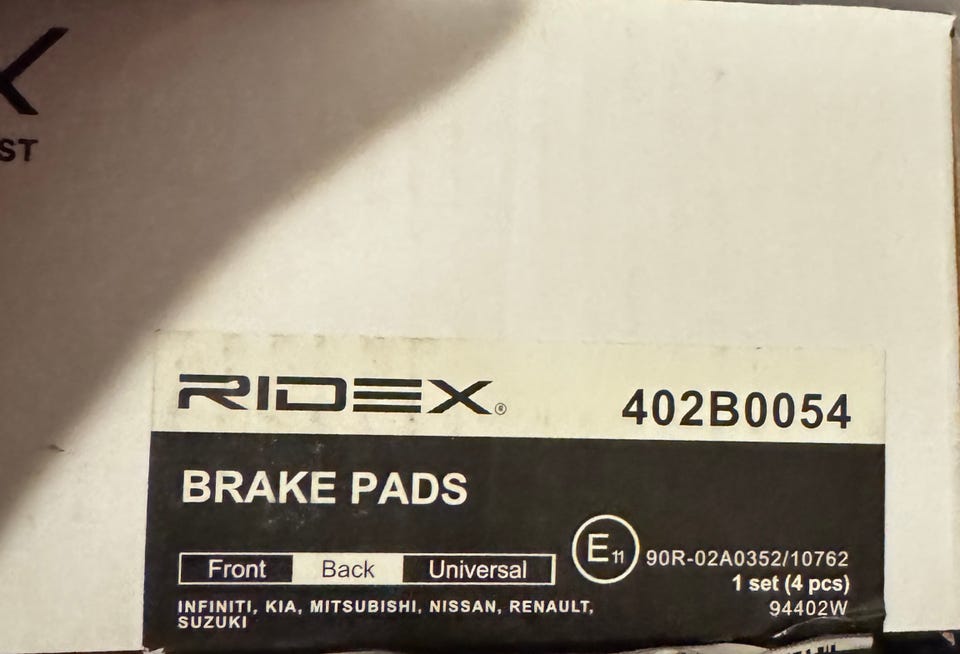 K
ST
RIDEX®
402B0054
BRAKE PADS
Front Back Universal
E11 90R-02A0352/10762
1 set (4 pcs)
94402W
INFINITI, KIA, MITSUBISHI, NISSAN, RENAULT,
SUZUKI